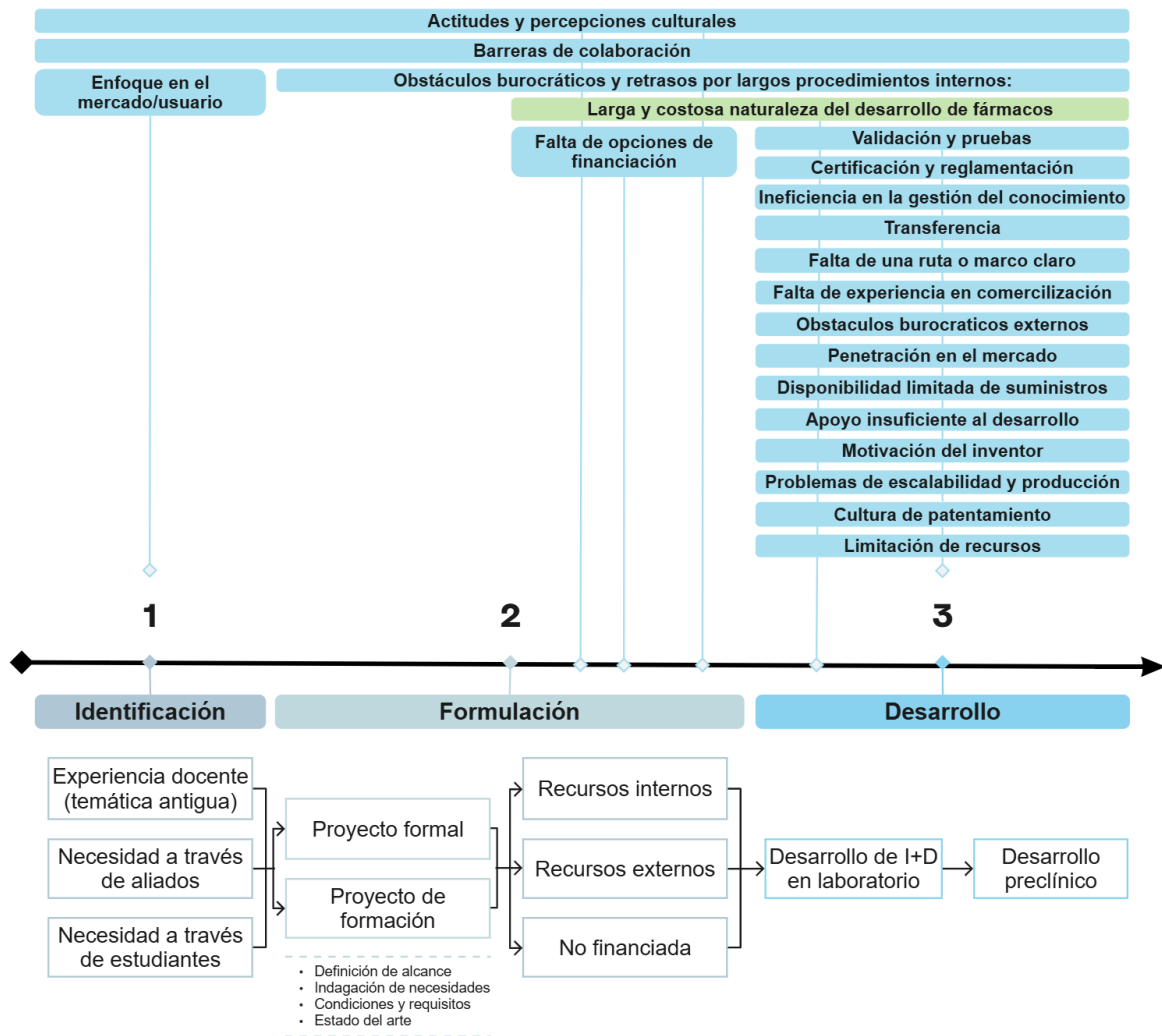 Actitudes y percepciones culturales
Barreras de colaboración
Enfoque en el
mercado/usuario
Obstáculos burocráticos y retrasos por largos procedimientos internos:
Larga y costosa naturaleza del desarrollo de fármacos
Falta de opciones de
financiación
Validación y pruebas
Certificación y reglamentación
Ineficiencia en la gestión del conocimiento
Transferencia
Falta de una ruta o marco claro
Falta de experiencia en comercilización
Obstaculos burocraticos externos
Penetración en el mercado
Disponibilidad limitada de suministros
Apoyo insuficiente al desarrollo
Motivación del inventor
Problemas de escalabilidad y producción
Cultura de patentamiento
Limitación de recursos
1
2
3
Identificación
Formulación
Desarrollo
Experiencia docente
(temática antigua)
Necesidad a través
de aliados
Necesidad a través
de estudiantes
Proyecto formal
Proyecto de
formación
• Definición de alcance
• Indagación de necesidades
• Condiciones y requisitos
• Estado del arte
Recursos internos
Recursos externos
No financiada
Desarrollo de I+D
en laboratorio
Desarrollo
preclínico